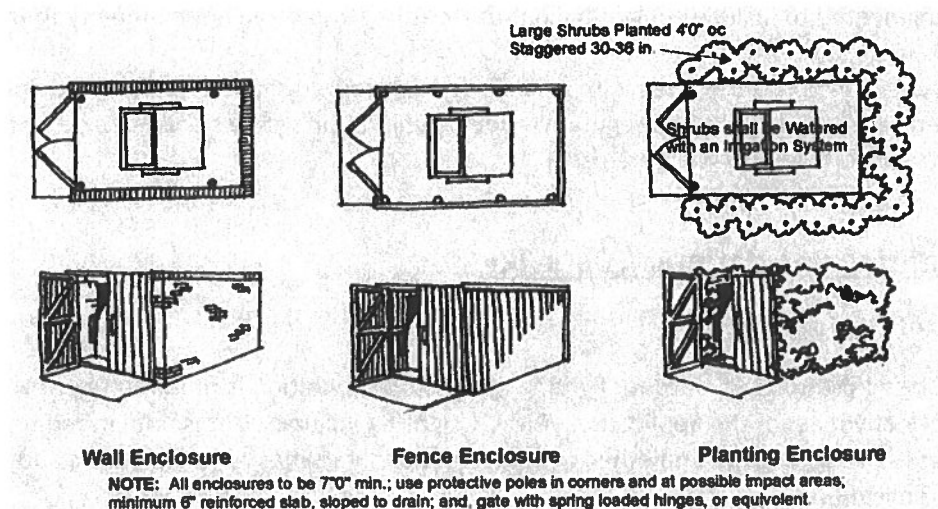 Large Shrubs Planted 4'0" oc
Staggered 30-36 in
Shrubs shall be Watered
with an Irrigation System
Wall Enclosure
Fence Enclosure
Planting Enclosure
NOTE: All enclosures to be 7'0" min.; use protective poles in corners and at possible impact areas;
minimum 6" reinforced slab, sloped to drain; and, gate with spring loaded hinges, or equivolent